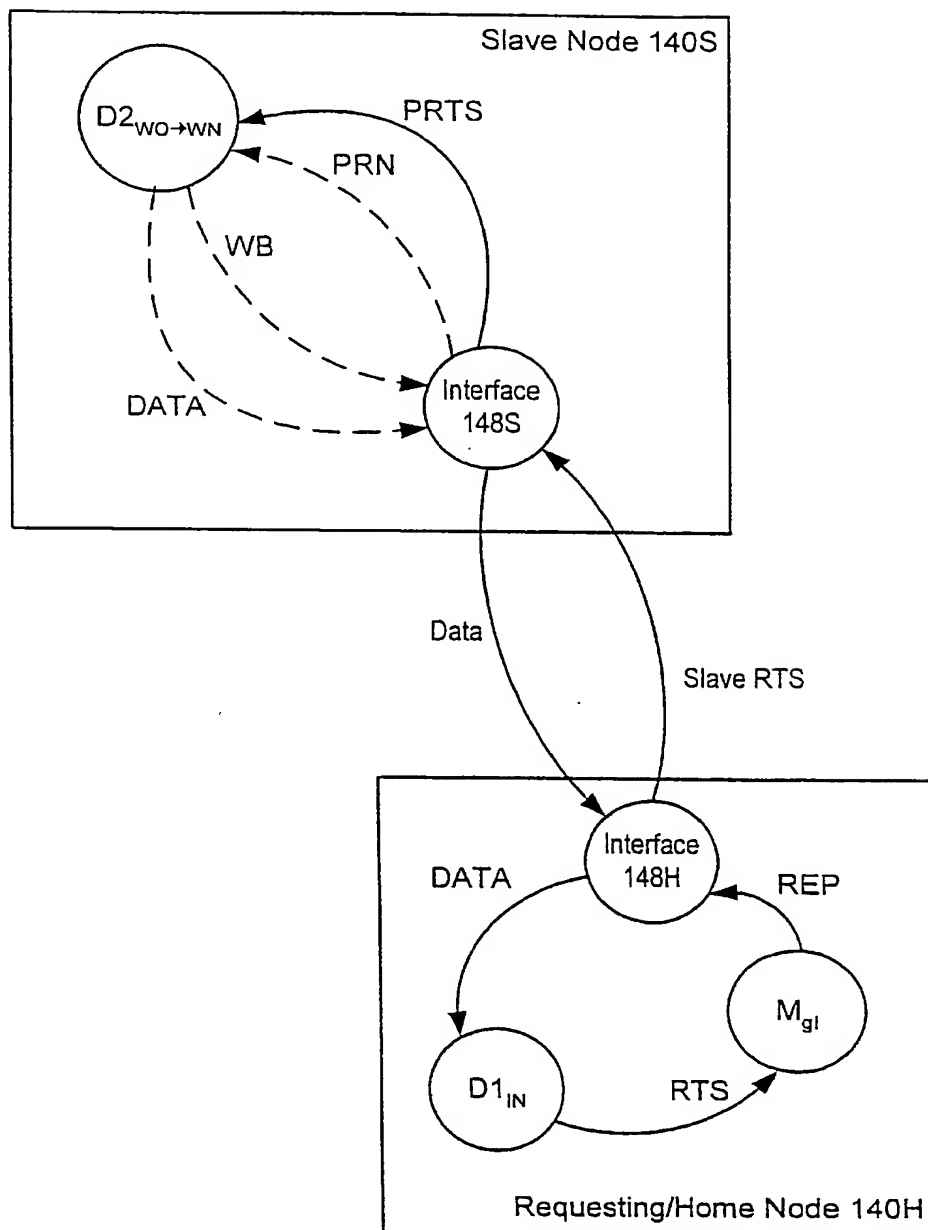 Slave Node 140S
D2WO→WN
PRTS
PRN
WB
DATA
Interface
148S
Data
Slave RTS
Interface
148H
DATA
REP
Mgl
D1IN
RTS
Requesting/Home Node 140H